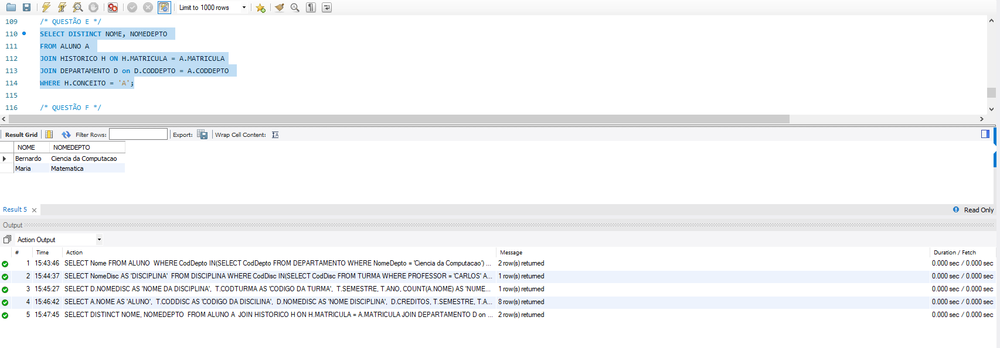 Limit to 1000 rows
109 /* QUESTÃO E */
110 SELECT DISTINCT NOME, NOMEDEPTO
111 FROM ALUNO A
112 JOIN HISTORICO H ON H.MATRICULA = A.MATRICULA
113 JOIN DEPARTAMENTO D on D.CODDEPTO = A.CODDEPTO
114 WHERE H.CONCEITO = 'A';
115
116 /* QUESTÃO F */
Result Grid Filter Rows: Export: Wrap Cell Content:
NOME NOMEDEPTO
Bernardo Ciencia da Computacao
Maria Matematica
Result 5 Read Only
Output
Action Output
# Time Action Message Duration / Fetch
1 15:43:46 SELECT Nome FROM ALUNO WHERE CodDepto IN(SELECT CodDepto FROM DEPARTAMENTO WHERE NomeDepto = 'Ciencia da Computacao') ... 2 row(s) returned 0.000 sec / 0.000 sec
2 15:44:37 SELECT NomeDisc AS 'DISCIPLINA' FROM DISCIPLINA WHERE CodDisc IN(SELECT CodDisc FROM TURMA WHERE PROFESSOR = 'CARLOS' A... 1 row(s) returned 0.000 sec / 0.000 sec
3 15:45:27 SELECT D.NOMEDISC AS 'NOME DA DISCIPLINA', T.CODTURMA AS 'CODIGO DA TURMA', T.SEMESTRE, T.ANO, COUNT(A.NOME) AS 'NUME... 1 row(s) returned 0.000 sec / 0.000 sec
4 15:46:42 SELECT A.NOME AS 'ALUNO', T.CODDISC AS 'CODIGO DA DISCILINA', D.NOMEDISC AS 'NOME DISCIPLINA', D.CREDITOS, T.SEMESTRE, T.A... 8 row(s) returned 0.000 sec / 0.000 sec
5 15:47:45 SELECT DISTINCT NOME, NOMEDEPTO FROM ALUNO A JOIN HISTORICO H ON H.MATRICULA = A.MATRICULA JOIN DEPARTAMENTO D on ... 2 row(s) returned 0.000 sec / 0.000 sec